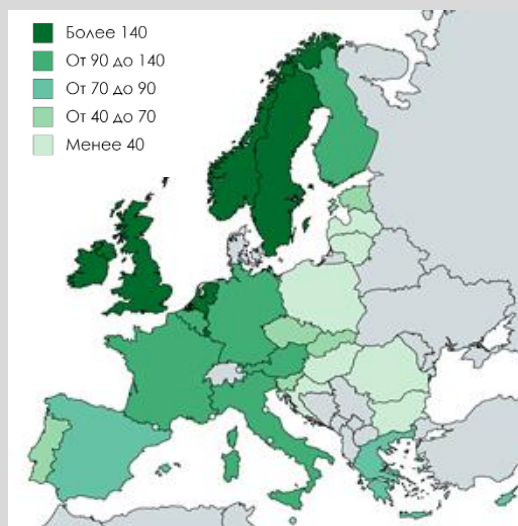 Более 140
От 90 до 140
От 70 до 90
От 40 до 70
Менее 40